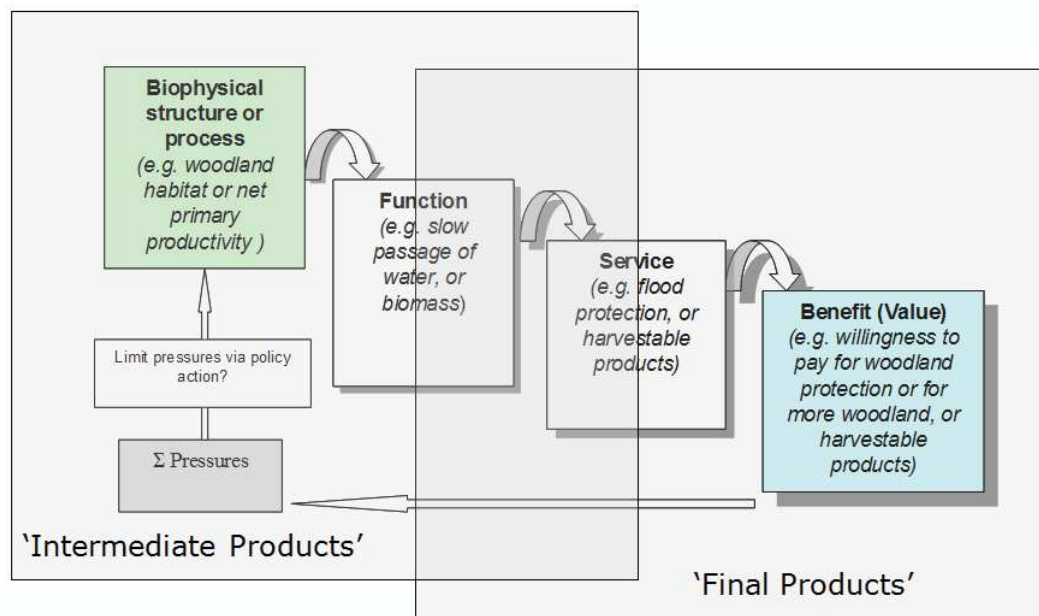 Biophysical
structure or
process
(e.g. woodland
habitat or net
primary
productivity )
Function
(e.g. slow
passage of
water, or
biomass)
Service
(e.g. flood
protection, or
harvestable
products)
Benefit (Value)
(e.g. willingness to
pay for woodland
protection or for
more woodland, or
harvestable
products)
Limit pressures via policy
action?
Σ Pressures
‘Intermediate Products’
‘Final Products’